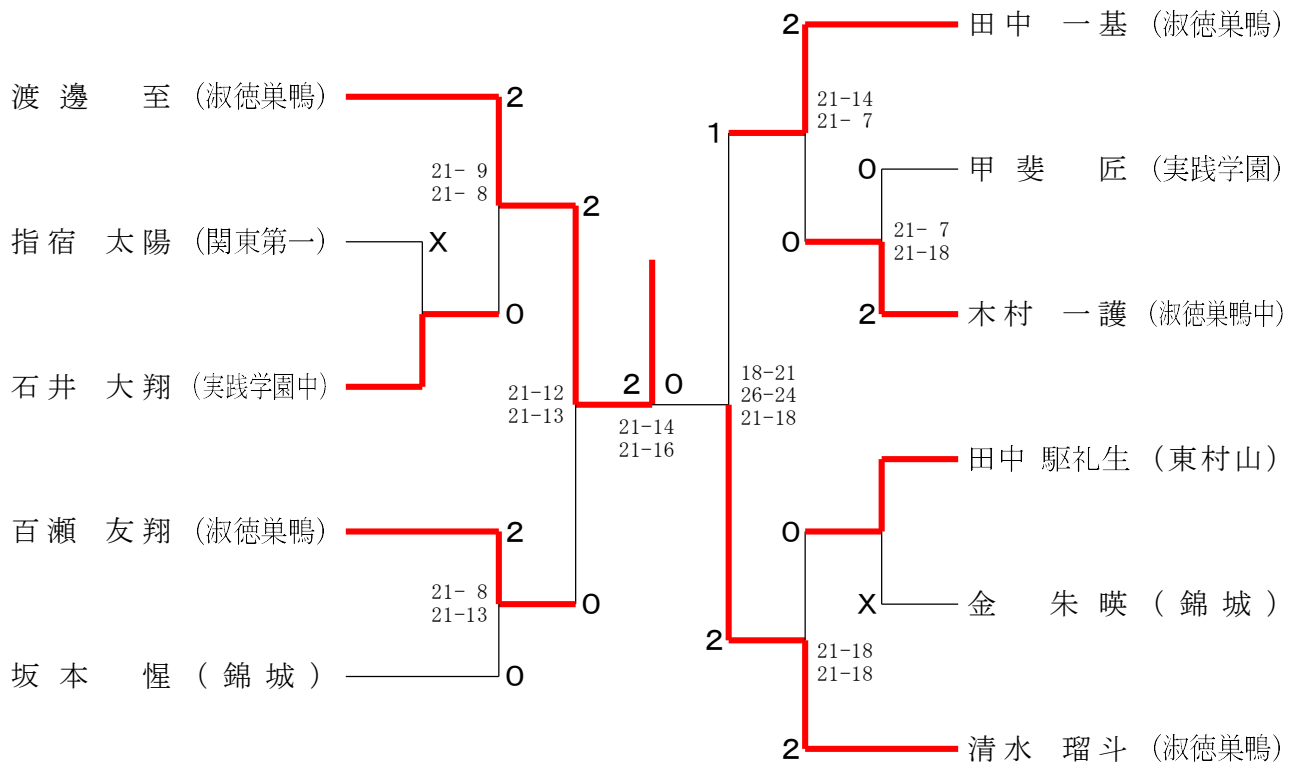 渡邊 至 (淑徳巣鴨)
2
21- 9
21- 8
2
指宿 太陽 (関東第一)
X
0
石井 大翔 (実践学園中)
21-12
21-13
2 0
21-14
21-16
百瀬 友翔 (淑徳巣鴨)
2
21- 8
21-13
0
坂本 惺 (錦城)
0
2
田中 一基 (淑徳巣鴨)
21-14
21- 7
1
0
甲斐 匠 (実践学園)
0
21- 7
21-18
2
木村 一護 (淑徳巣鴨中)
18-21
26-24
21-18
田中 駆礼生 (東村山)
0
X
金 朱暎 (錦城)
2
21-18
21-18
2
清水 瑠斗 (淑徳巣鴨)